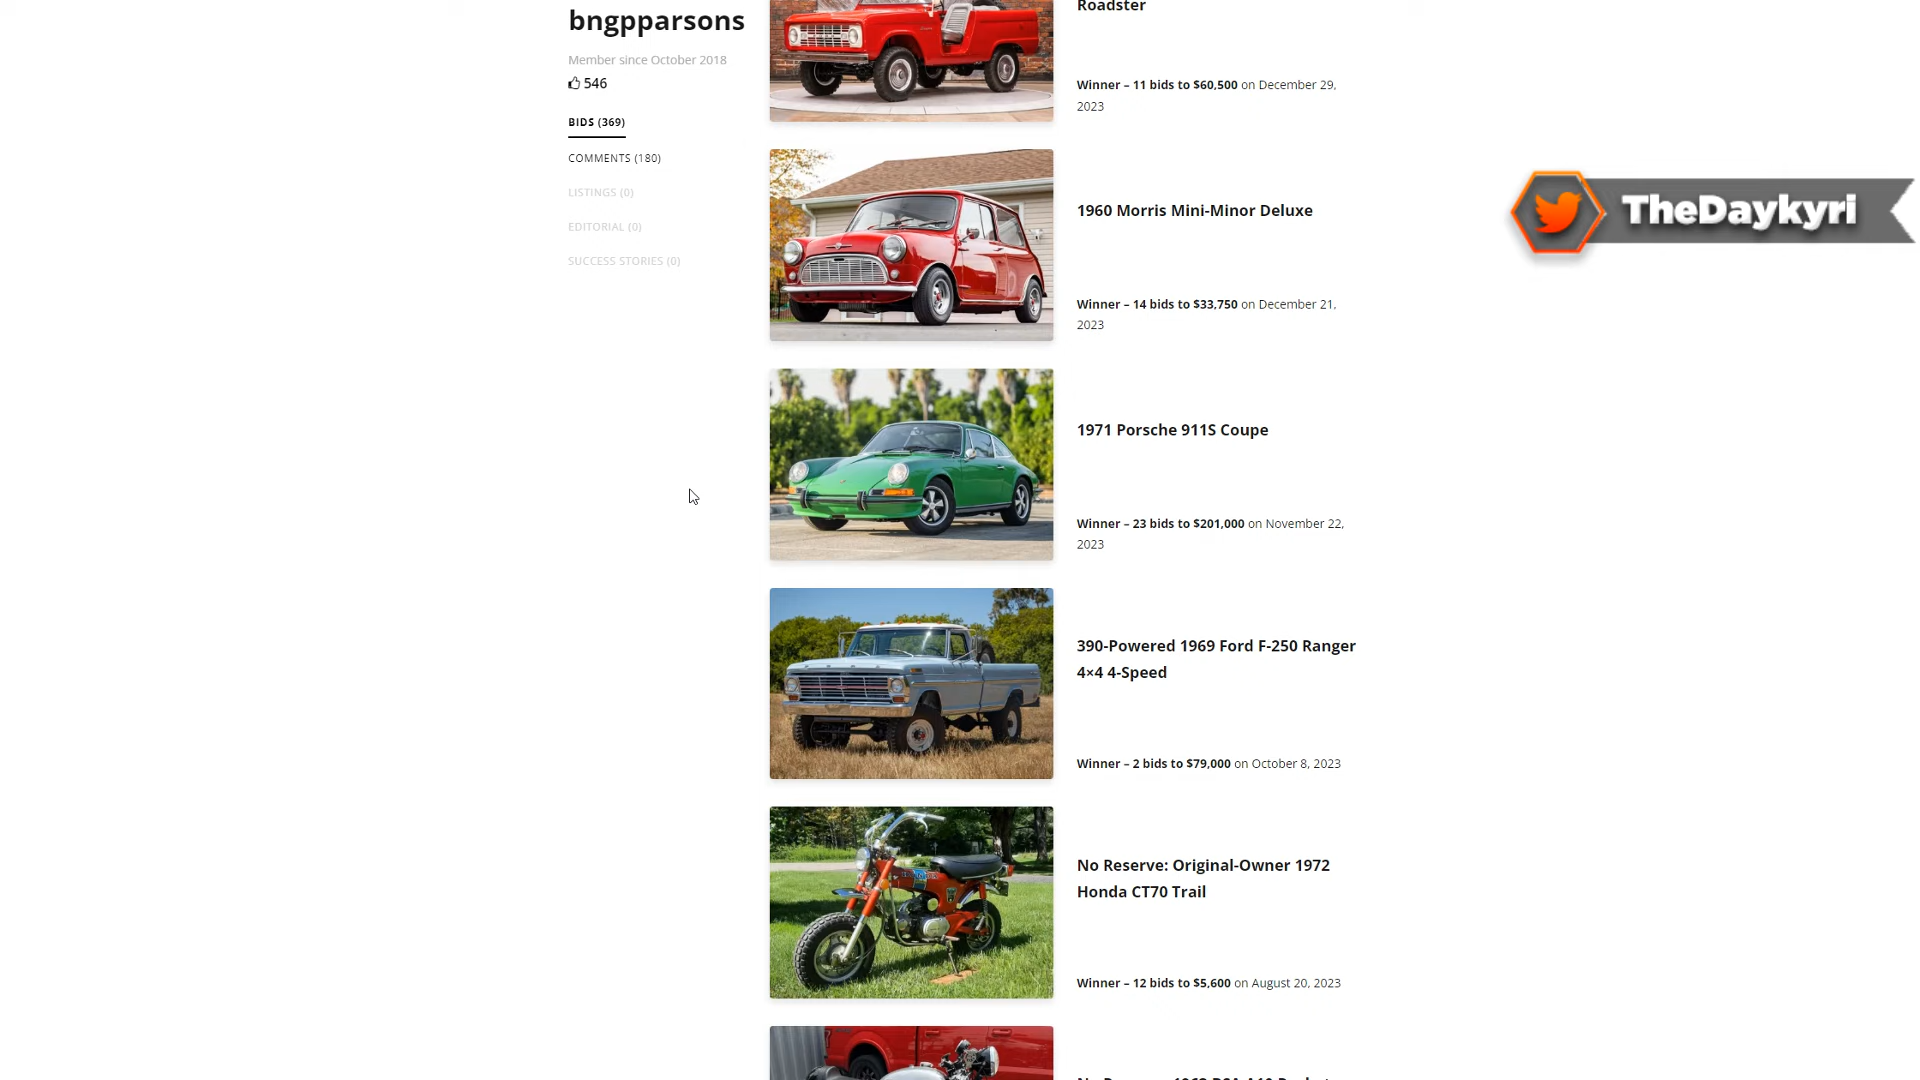 bngpparsons
Member since October 2018
546
BIDS (369)
COMMENTS (180)
LISTINGS (0)
EDITORIAL (0)
SUCCESS STORIES (0)
Roadster
Winner – 11 bids to $60,500 on December 29,
2023
1960 Morris Mini-Minor Deluxe
Winner – 14 bids to $33,750 on December 21,
2023
1971 Porsche 911S Coupe
Winner – 23 bids to $201,000 on November 22,
2023
390-Powered 1969 Ford F-250 Ranger
4×4 4-Speed
Winner – 2 bids to $79,000 on October 8, 2023
No Reserve: Original-Owner 1972
Honda CT70 Trail
Winner – 12 bids to $5,600 on August 20, 2023
TheDaykyri